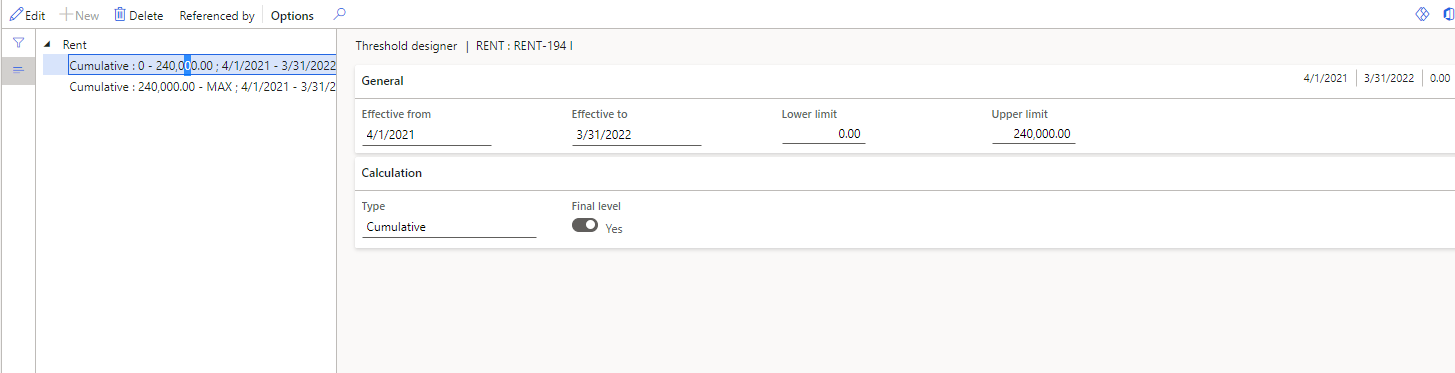 Edit New Delete Referenced by Options
Rent
Cumulative : 0 - 240,000.00 ; 4/1/2021 - 3/31/2022
Cumulative : 240,000.00 - MAX ; 4/1/2021 - 3/31/2
Threshold designer | RENT : RENT-194 I
General 4/1/2021 3/31/2022 0.00
Effective from Effective to Lower limit Upper limit
4/1/2021 3/31/2022 0.00 240,000.00
Calculation
Type Final level
Cumulative Yes